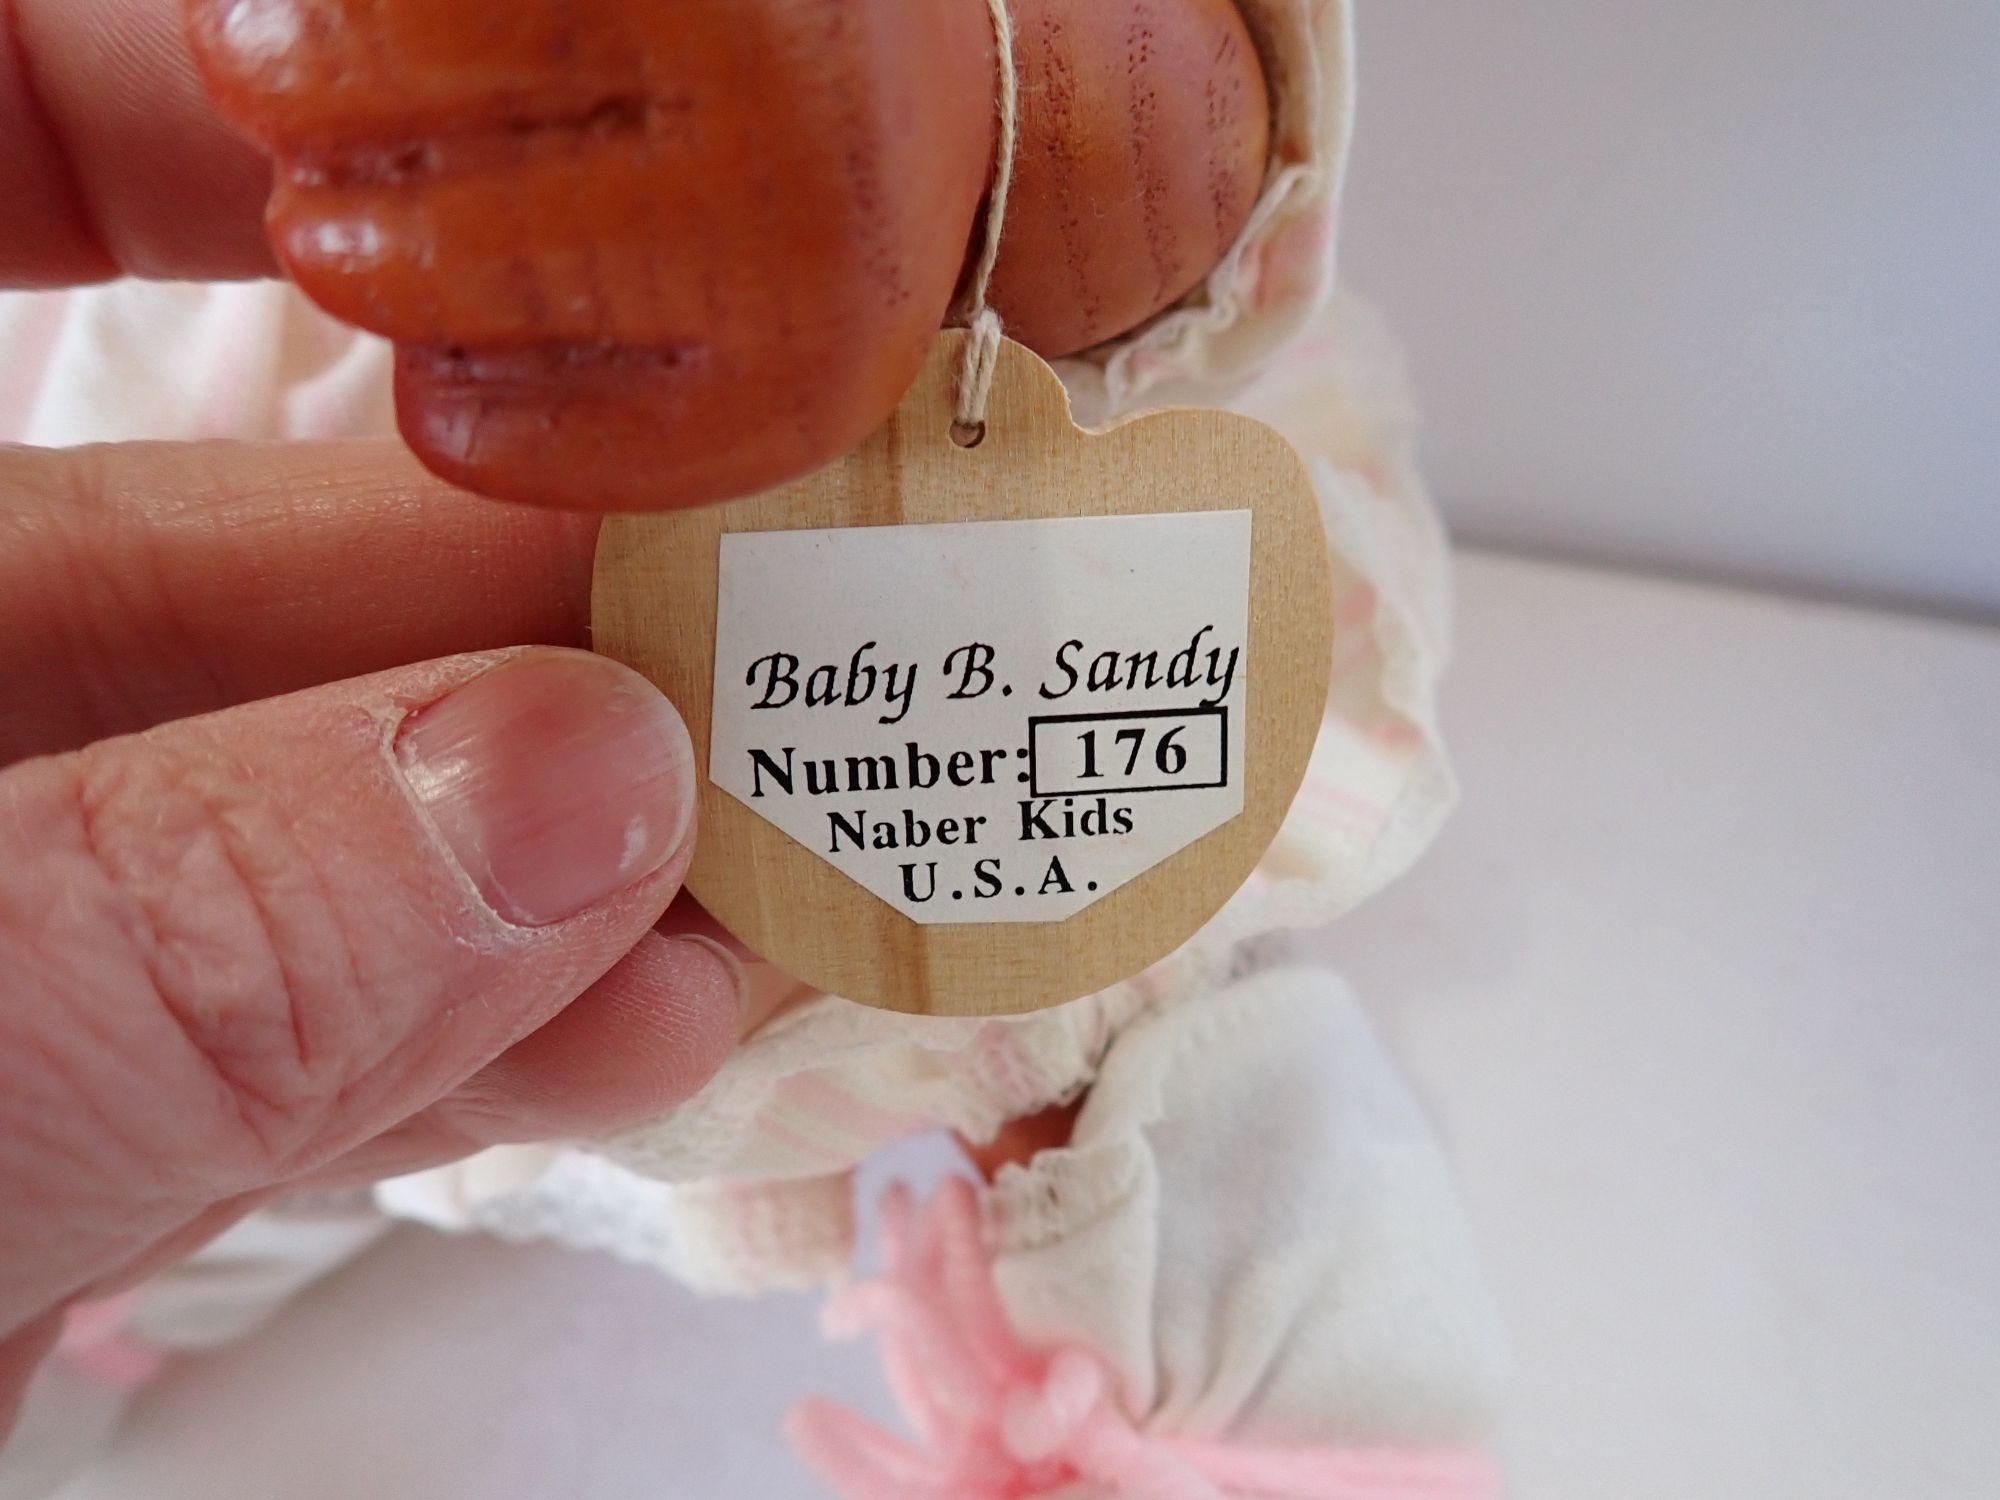 Baby B. Sandy
Number: 176
Naber Kids
U.S.A.